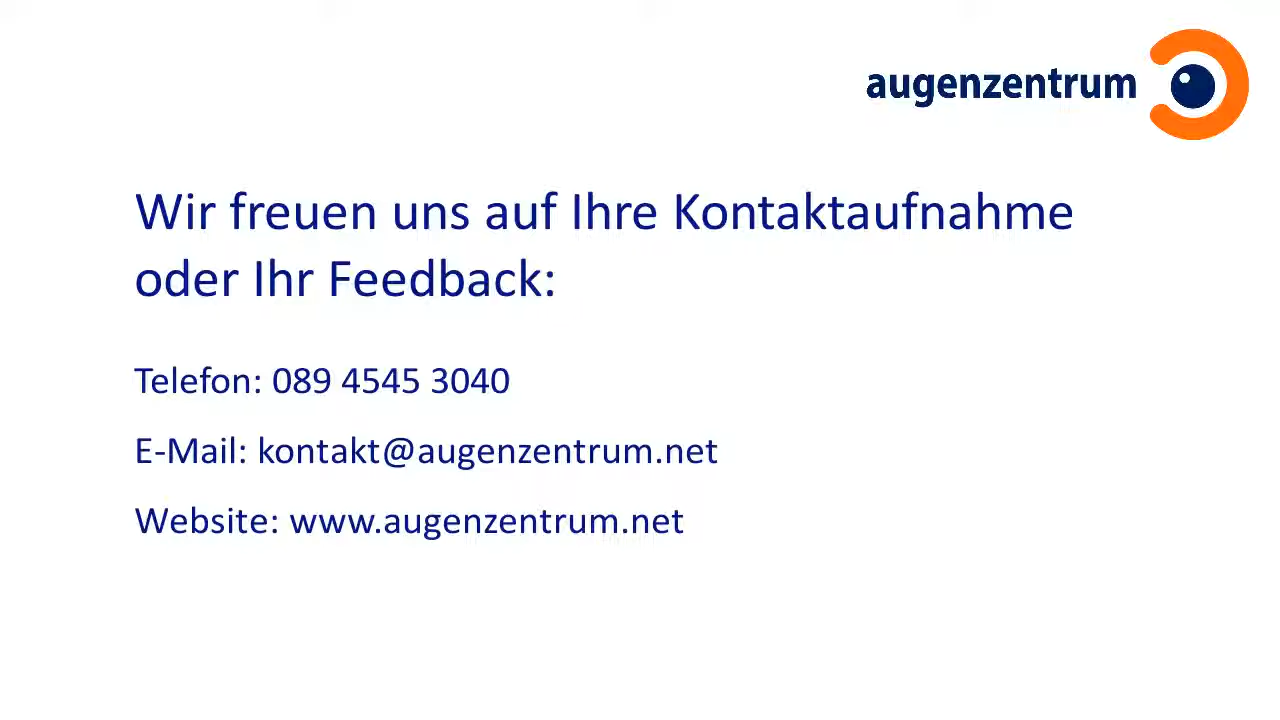 augenzentrum
Wir freuen uns auf Ihre Kontaktaufnahme
oder Ihr Feedback:
Telefon: 089 4545 3040
E-Mail: kontakt@augenzentrum.net
Website: www.augenzentrum.net